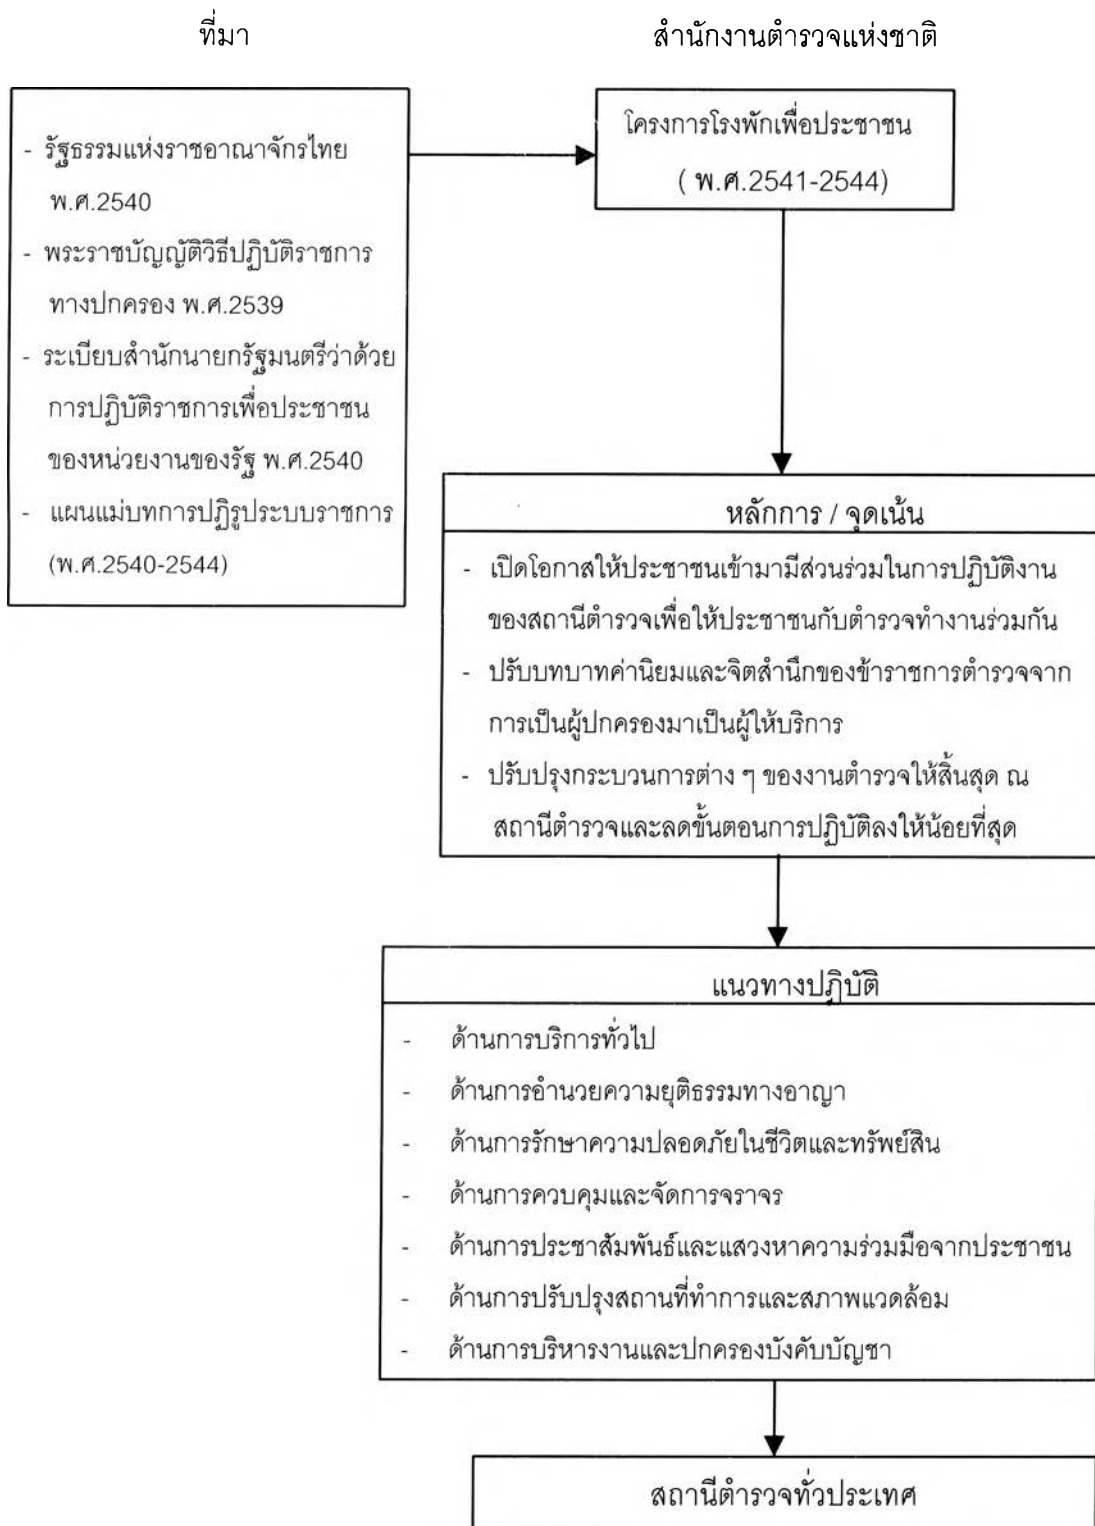 ที่มา
สำนักงานตำรวจแห่งชาติ
- รัฐธรรมแห่งราชอาณาจักรไทย
พ.ศ.2540
- พระราชบัญญัติวิธีปฏิบัติราชการ
ทางปกครอง พ.ศ.2539
- ระเบียบสำนักนายกรัฐมนตรีว่าด้วย
การปฏิบัติราชการเพื่อประชาชน
ของหน่วยงานของรัฐ พ.ศ.2540
- แผนแม่บทการปฏิรูประบบราชการ
(พ.ศ.2540-2544)
โครงการโรงพักเพื่อประชาชน
( พ.ศ.2541-2544)
หลักการ / จุดเน้น
- เปิดโอกาสให้ประชาชนเข้ามามีส่วนร่วมในการปฏิบัติงาน
ของสถานีตำรวจเพื่อให้ประชาชนกับตำรวจทำงานร่วมกัน
- ปรับบทบาทค่านิยมและจิตสำนึกของข้าราชการตำรวจจาก
การเป็นผู้ปกครองมาเป็นผู้ให้บริการ
- ปรับปรุงกระบวนการต่าง ๆ ของงานตำรวจให้สิ้นสุด ณ
สถานีตำรวจและลดขั้นตอนการปฏิบัติลงให้น้อยที่สุด
แนวทางปฏิบัติ
- ด้านการบริการทั่วไป
- ด้านการอำนวยความยุติธรรมทางอาญา
- ด้านการรักษาความปลอดภัยในชีวิตและทรัพย์สิน
- ด้านการควบคุมและจัดการจราจร
- ด้านการประชาสัมพันธ์และแสวงหาความร่วมมือจากประชาชน
- ด้านการปรับปรุงสถานที่ทำการและสภาพแวดล้อม
- ด้านการบริหารงานและปกครองบังคับบัญชา
สถานีตำรวจทั่วประเทศ